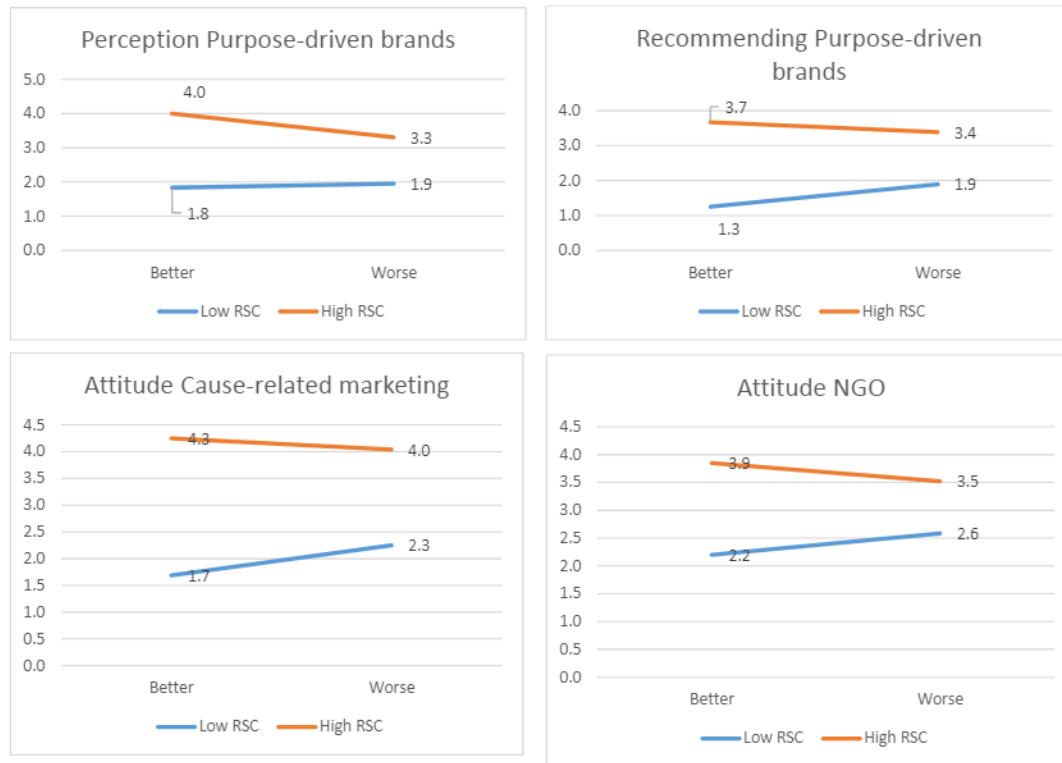 Perception Purpose-driven brands
5.0
4.0
3.0
2.0
1.0
0.0
4.0
3.3
1.9
1.8
Better
Worse
Low RSC
High RSC
Recommending Purpose-driven
brands
4.0
3.0
2.0
1.0
0.0
3.7
3.4
1.9
1.3
Better
Worse
Low RSC
High RSC
Attitude Cause-related marketing
4.5
4.0
3.5
3.0
2.5
2.0
1.5
1.0
0.5
0.0
4.3
4.0
2.3
1.7
Better
Worse
Low RSC
High RSC
Attitude NGO
4.5
4.0
3.5
3.0
2.5
2.0
1.5
1.0
0.5
0.0
3.9
3.5
2.6
2.2
Better
Worse
Low RSC
High RSC